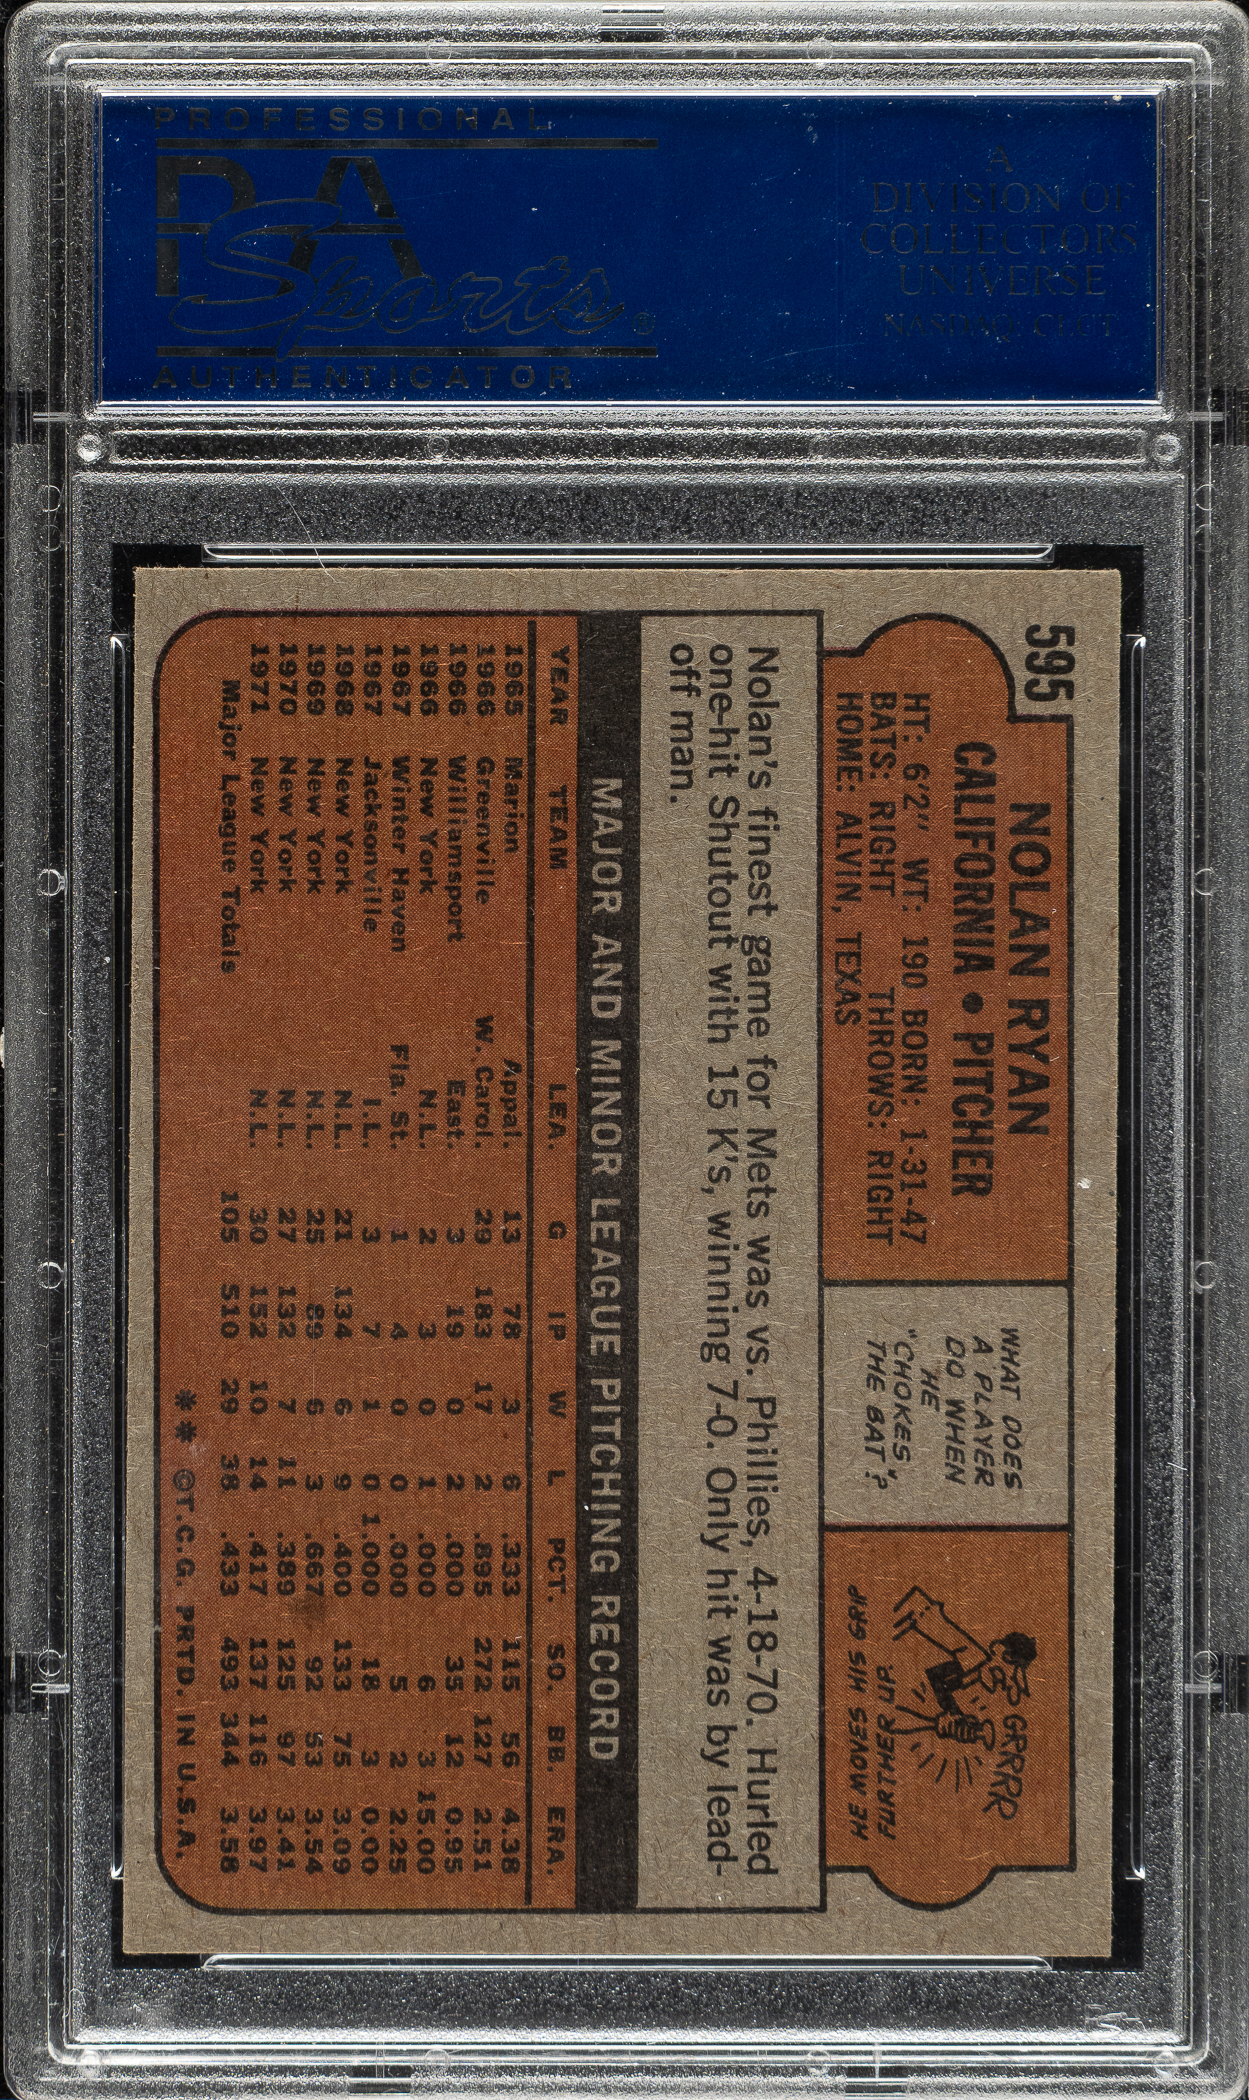 PROFESSIONAL
PSA
Sports®
AUTHENTICATOR
A
DIVISION OF
COLLECTORS
UNIVERSE
NASDAQ: CLCT
595
NOLAN RYAN
CALIFORNIA • PITCHER
HT: 6'2" WT: 190 BORN: 1-31-47
BATS: RIGHT THROWS: RIGHT
HOME: ALVIN, TEXAS
WHAT DOES
A PLAYER
DO WHEN
"HE
"CHOKES"
THE BAT"?
GRRRR
HE MOVES HIS GRIP
FURTHER UP
Nolan's finest game for Mets was vs. Phillies, 4-18-70. Hurled
one-hit Shutout with 15 K's, winning 7-0. Only hit was by lead-
off man.
MAJOR AND MINOR LEAGUE PITCHING RECORD
YEAR TEAM LEA. G IP W L PCT. SO. BB. ERA.
1965 Marion Appal. 13 78 3 6 .333 115 56 4.38
1966 Greenville W. Carol. 29 183 17 2 .895 272 127 2.51
1966 Williamsport East. 3 19 0 2 .000 35 12 0.95
1966 New York N.L. 2 3 0 1 .000 6 3 15.00
1967 Winter Haven Fla. St. 1 4 0 0 .000 5 2 2.25
1967 Jacksonville I.L. 3 7 1 0 1.000 18 3 0.00
1968 New York N.L. 21 134 6 9 .400 133 75 3.09
1969 New York N.L. 25 89 6 3 .667 92 53 3.54
1970 New York N.L. 27 132 7 11 .389 125 97 3.41
1971 New York N.L. 30 152 10 14 .417 137 116 3.97
Major League Totals 105 510 29 38 .433 493 344 3.58
** ©T.C.G. PRTD. IN U.S.A.